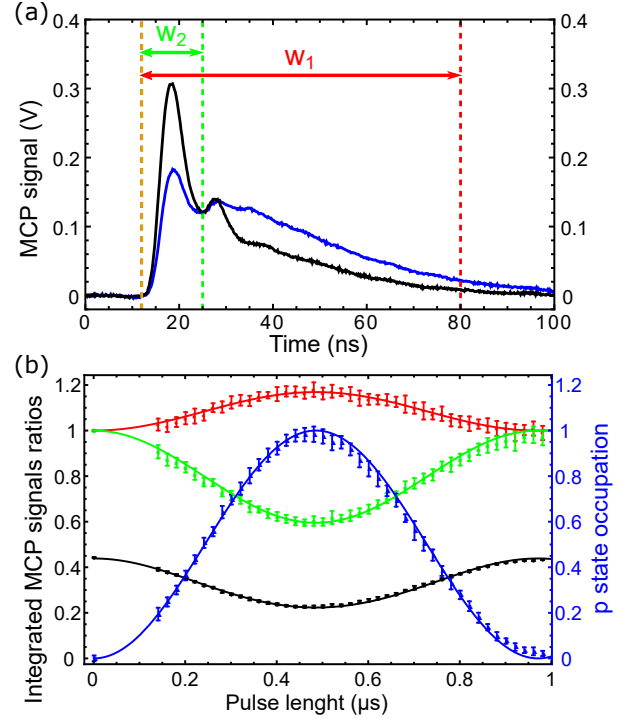 (a)
0.4
0.3
0.2
0.1
0
MCP signal (V)
w2
w1
0.4
0.3
0.2
0.1
0
0 20 40 60 80 100
Time (ns)
(b)
1.2
1
0.8
0.6
0.4
0.2
0
Integrated MCP signals ratios
1.2
1
0.8
0.6
0.4
0.2
0
p state occupation
0 0.2 0.4 0.6 0.8 1
Pulse lenght (μs)